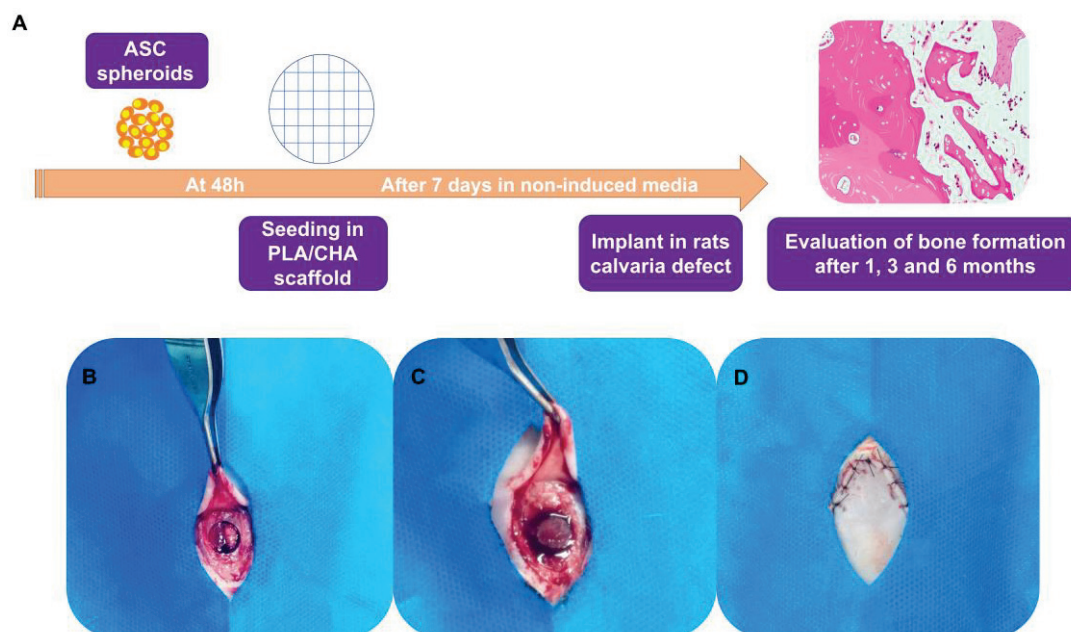 A
ASC
spheroids
At 48h
After 7 days in non-induced media
Seeding in
PLA/CHA
scaffold
Implant in rats
calvaria defect
Evaluation of bone formation
after 1, 3 and 6 months
B
C
D